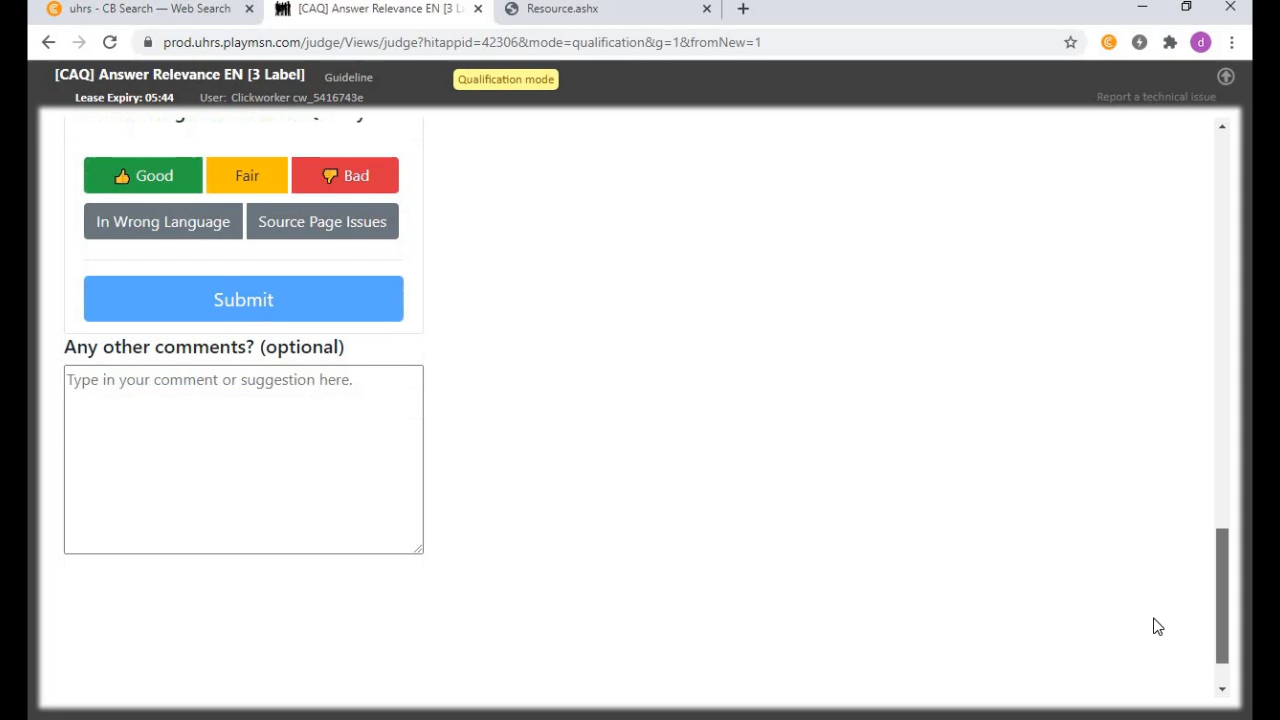 uhrs - CB Search — Web Search
[CAQ] Answer Relevance EN [3 L
Resource.ashx
prod.uhrs.playmsn.com/judge/Views/judge?hitappid=42306&mode=qualification&g=1&fromNew=1
d
[CAQ] Answer Relevance EN [3 Label]
Guideline
Qualification mode
Lease Expiry: 05:44
User: Clickworker cw_5416743e
Report a technical issue
Good
Fair
Bad
In Wrong Language
Source Page Issues
Submit
Any other comments? (optional)
Type in your comment or suggestion here.